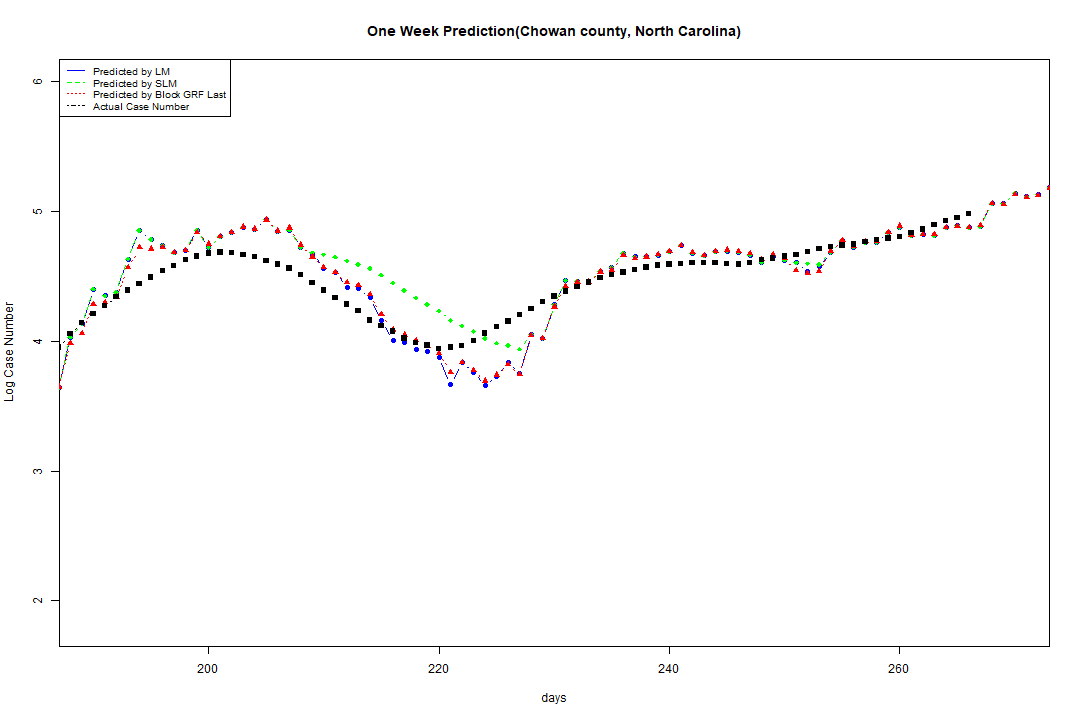 One Week Prediction(Chowan county, North Carolina)
Predicted by LM
Predicted by SLM
Predicted by Block GRF Last
Actual Case Number
6
5
4
3
2
Log Case Number
200
220
240
260
days